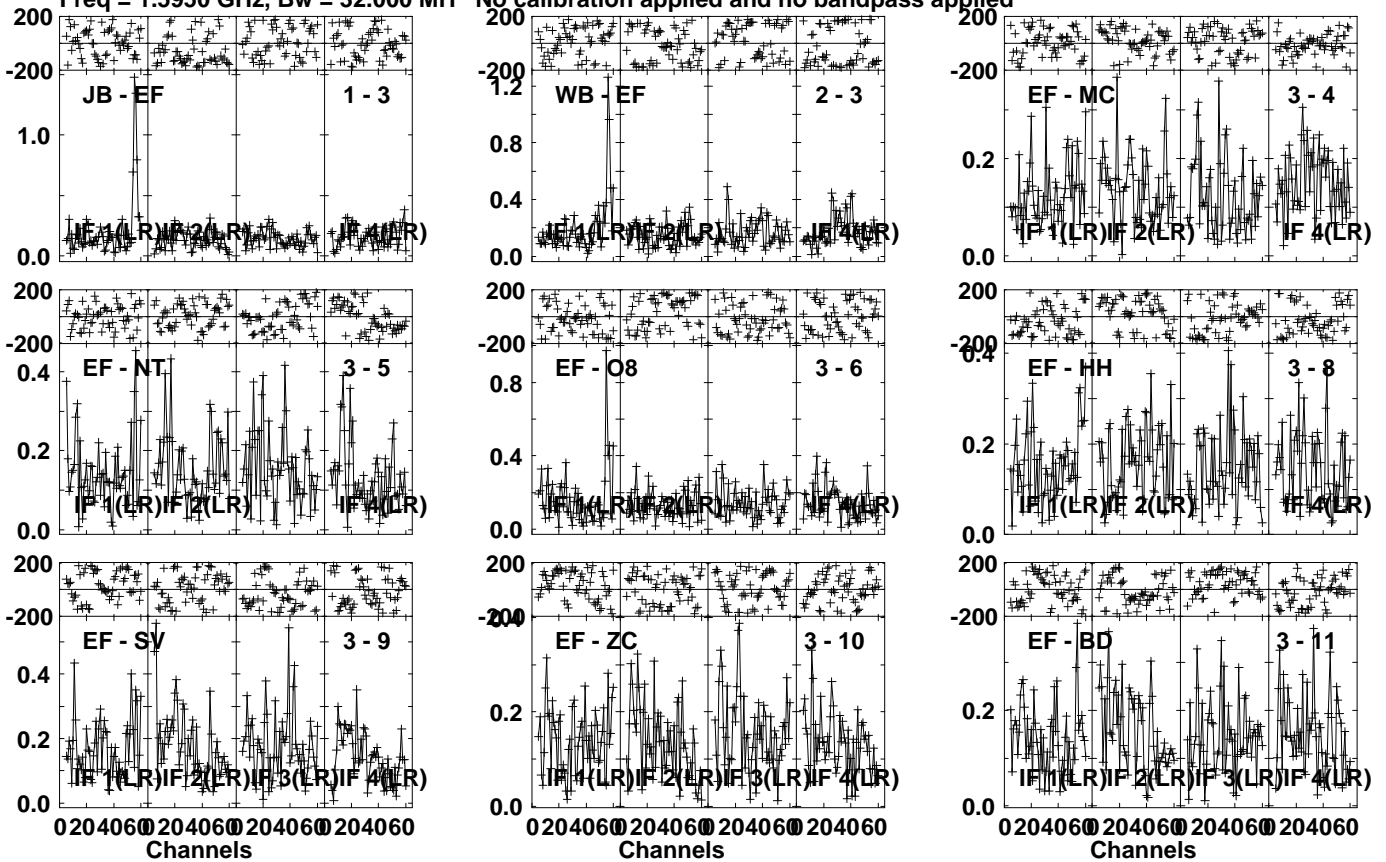 Freq = 1.5950 GHz, Bw = 32.000 MH No calibration applied and no bandpass applied
200 200 200
-200 -200 -200
JB - EF 1 - 3 WB - EF 2 - 3 EF - MC 3 - 4
1.0 0.0
1.2 0.8 0.4 0.0
0.2 0.0
IF 1(LR) IF 2(LR) IF 4(LR) IF 1(LR) IF 2(LR) IF 4(LR) IF 1(LR) IF 2(LR) IF 4(LR)
200 200 200
-200 -200 -200
EF - NT 3 - 5 EF - O8 3 - 6 EF - HH 3 - 8
0.4 0.2 0.0
0.8 0.4 0.0
0.4 0.2 0.0
IF 1(LR) IF 2(LR) IF 4(LR) IF 1(LR) IF 2(LR) IF 4(LR) IF 1(LR) IF 2(LR) IF 4(LR)
200 200 200
-200 -200 -200
EF - SV 3 - 9 EF - ZC 3 - 10 EF - BD 3 - 11
0.4 0.2 0.0
0.4 0.2 0.0
0.2 0.0
IF 1(LR) IF 2(LR) IF 3(LR) IF 4(LR) IF 1(LR) IF 2(LR) IF 3(LR) IF 4(LR) IF 1(LR) IF 2(LR) IF 3(LR) IF 4(LR)
0 20 40 60 0 20 40 60 0 20 40 60 0 20 40 60 0 20 40 60 0 20 40 60 0 20 40 60 0 20 40 60 0 20 40 60 0 20 40 60 0 20 40 60 0 20 40 60
Channels Channels Channels